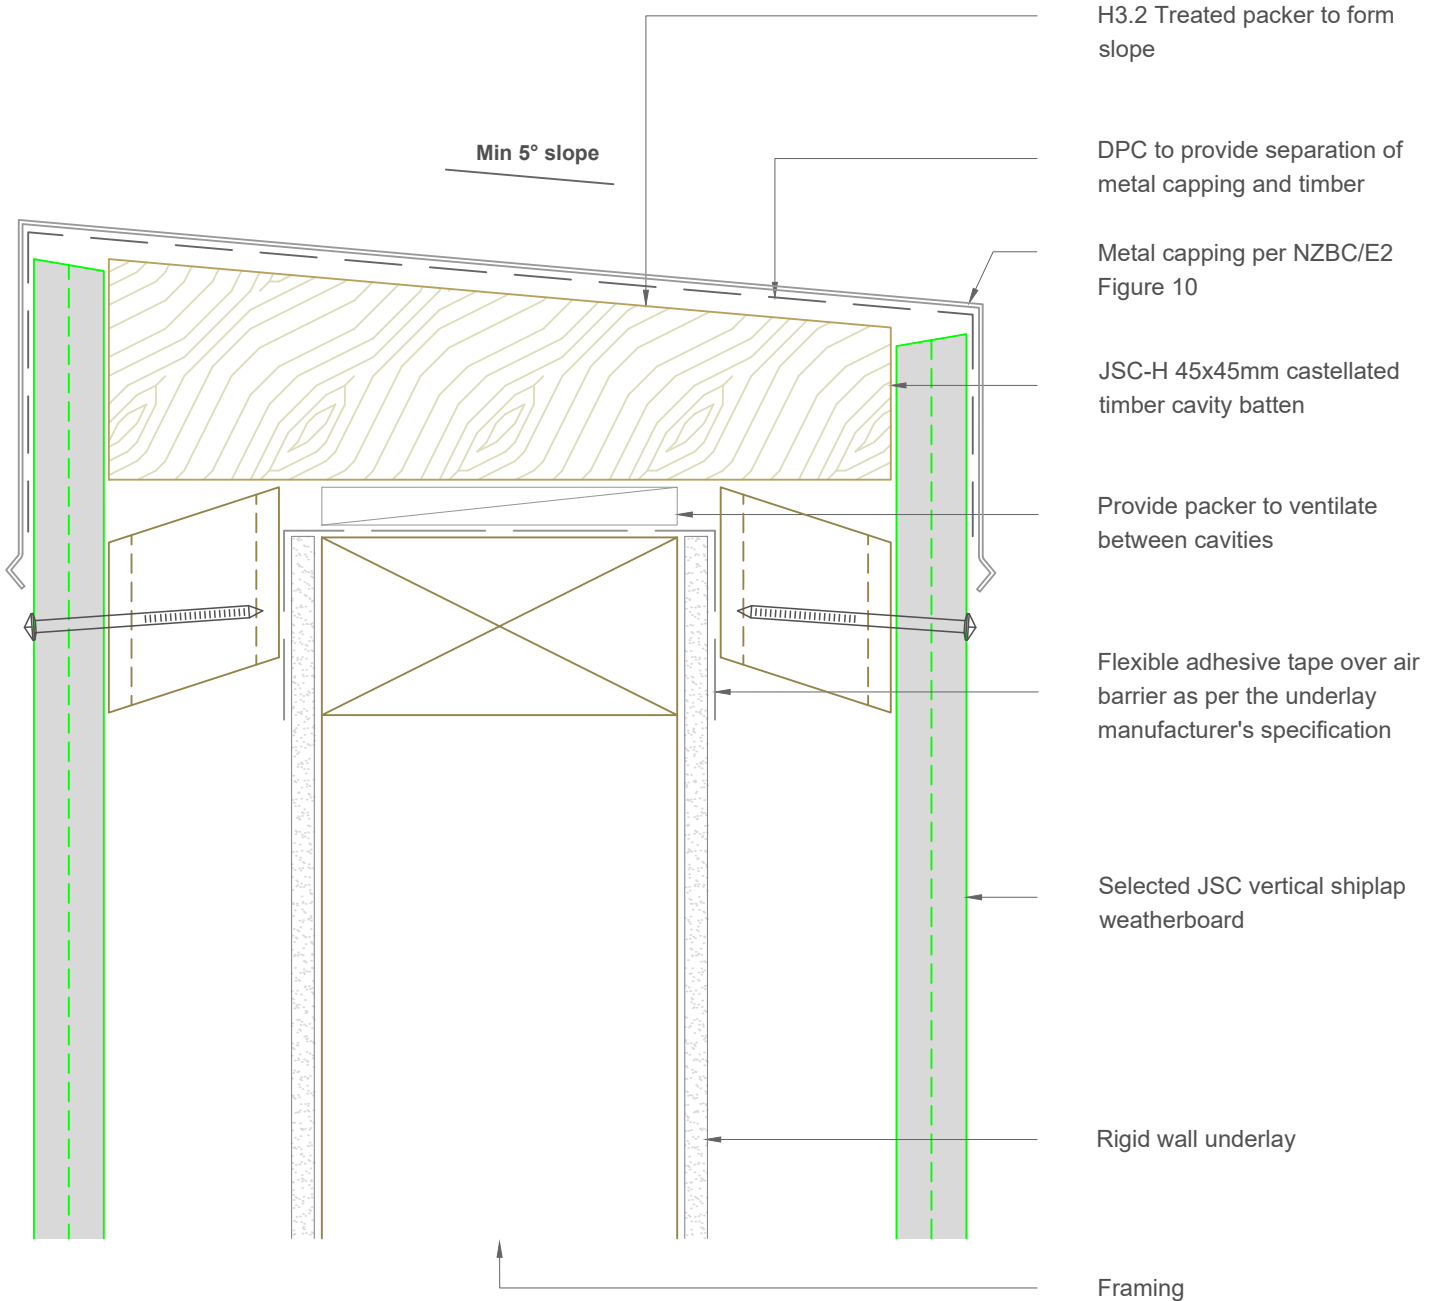 H3.2 Treated packer to form
slope
Min 5° slope
DPC to provide separation of
metal capping and timber
Metal capping per NZBC/E2
Figure 10
JSC-H 45x45mm castellated
timber cavity batten
Provide packer to ventilate
between cavities
Flexible adhesive tape over air
barrier as per the underlay
manufacturer's specification
Selected JSC vertical shiplap
weatherboard
Rigid wall underlay
Framing